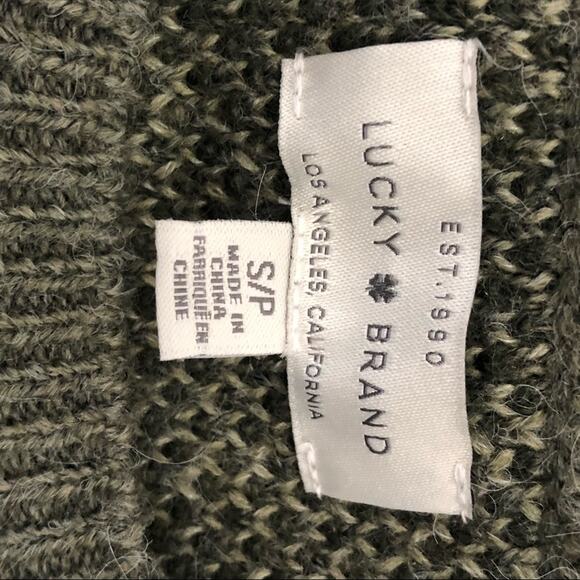 EST.1990
LUCKY BRAND
LOS ANGELES, CALIFORNIA
S/P
MADE IN
CHINA
FABRIQUÉ EN
CHINE